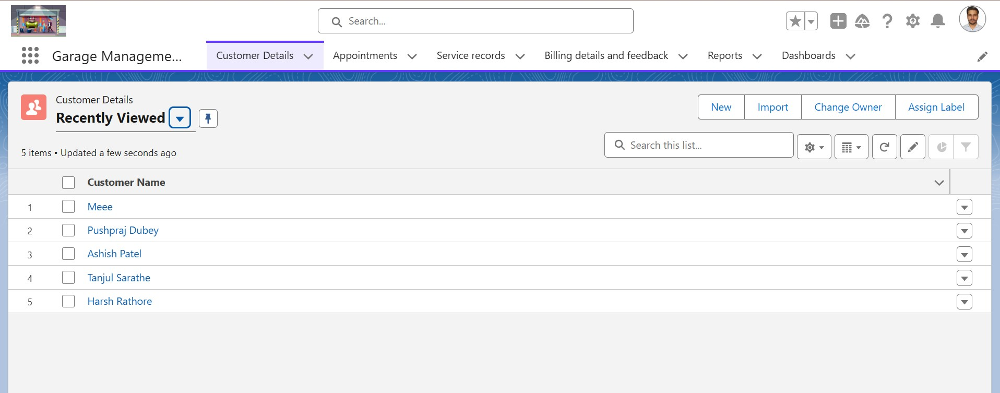 Search...
Garage Manageme...
Customer Details
Appointments
Service records
Billing details and feedback
Reports
Dashboards
Customer Details
Recently Viewed
New
Import
Change Owner
Assign Label
5 items • Updated a few seconds ago
Search this list...
Customer Name
1 Meee
2 Pushpraj Dubey
3 Ashish Patel
4 Tanjul Sarathe
5 Harsh Rathore